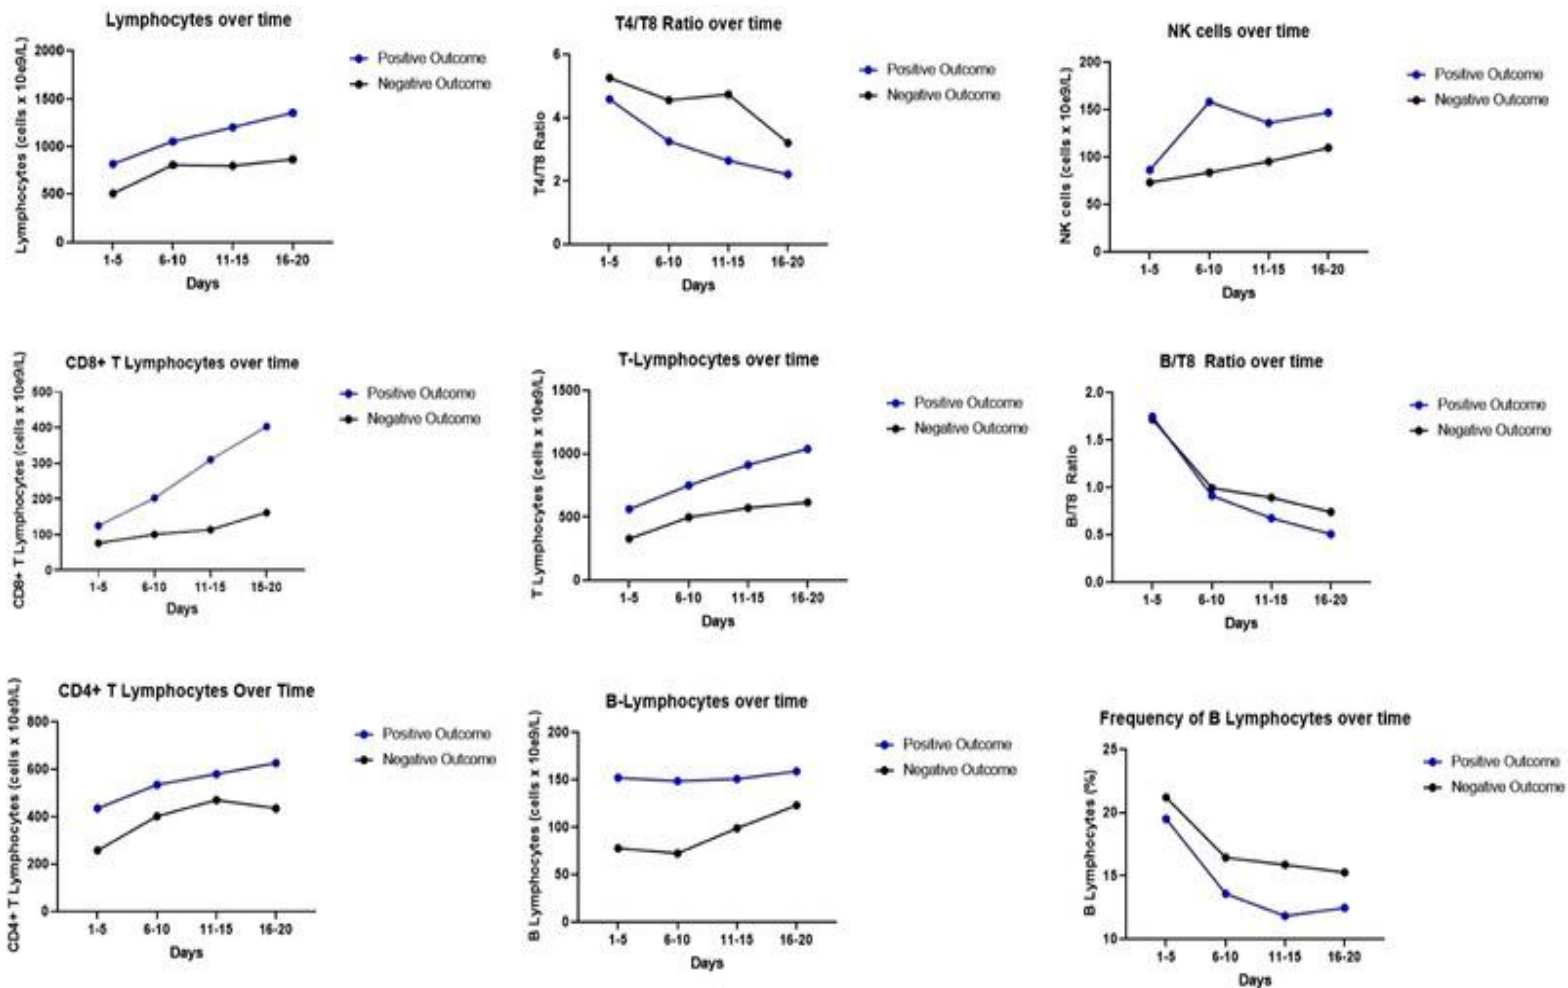 Lymphocytes over time
Lymphocytes (cells x 10e9/L)
2000
1500
1000
500
0
1-5 6-10 11-15 16-20
Days
Positive Outcome
Negative Outcome
T4/T8 Ratio over time
T4/T8 Ratio
6
4
2
0
1-5 6-10 11-15 16-20
Days
Positive Outcome
Negative Outcome
NK cells over time
NK cells (cells x 10e9/L)
200
150
100
50
0
1-5 6-10 11-15 16-20
Days
Positive Outcome
Negative Outcome
CD8+ T Lymphocytes over time
CD8+ T Lymphocytes (cells x 10e9/L)
500
400
300
200
100
0
1-5 6-10 11-15 16-20
Days
Positive Outcome
Negative Outcome
T-Lymphocytes over time
T Lymphocytes (cells x 10e9/L)
1500
1000
500
0
1-5 6-10 11-15 16-20
Days
Positive Outcome
Negative Outcome
B/T8 Ratio over time
B/T8 Ratio
2.0
1.5
1.0
0.5
0.0
1-5 6-10 11-15 16-20
Days
Positive Outcome
Negative Outcome
CD4+ T Lymphocytes Over Time
CD4+ T Lymphocytes (cells x 10e9/L)
800
600
400
200
0
1-5 6-10 11-15 16-20
Days
Positive Outcome
Negative Outcome
B-Lymphocytes over time
B Lymphocytes (cells x 10e9/L)
200
150
100
50
0
1-5 6-10 11-15 16-20
Days
Positive Outcome
Negative Outcome
Frequency of B Lymphocytes over time
B Lymphocytes (%)
25
20
15
10
1-5 6-10 11-15 16-20
Days
Positive Outcome
Negative Outcome